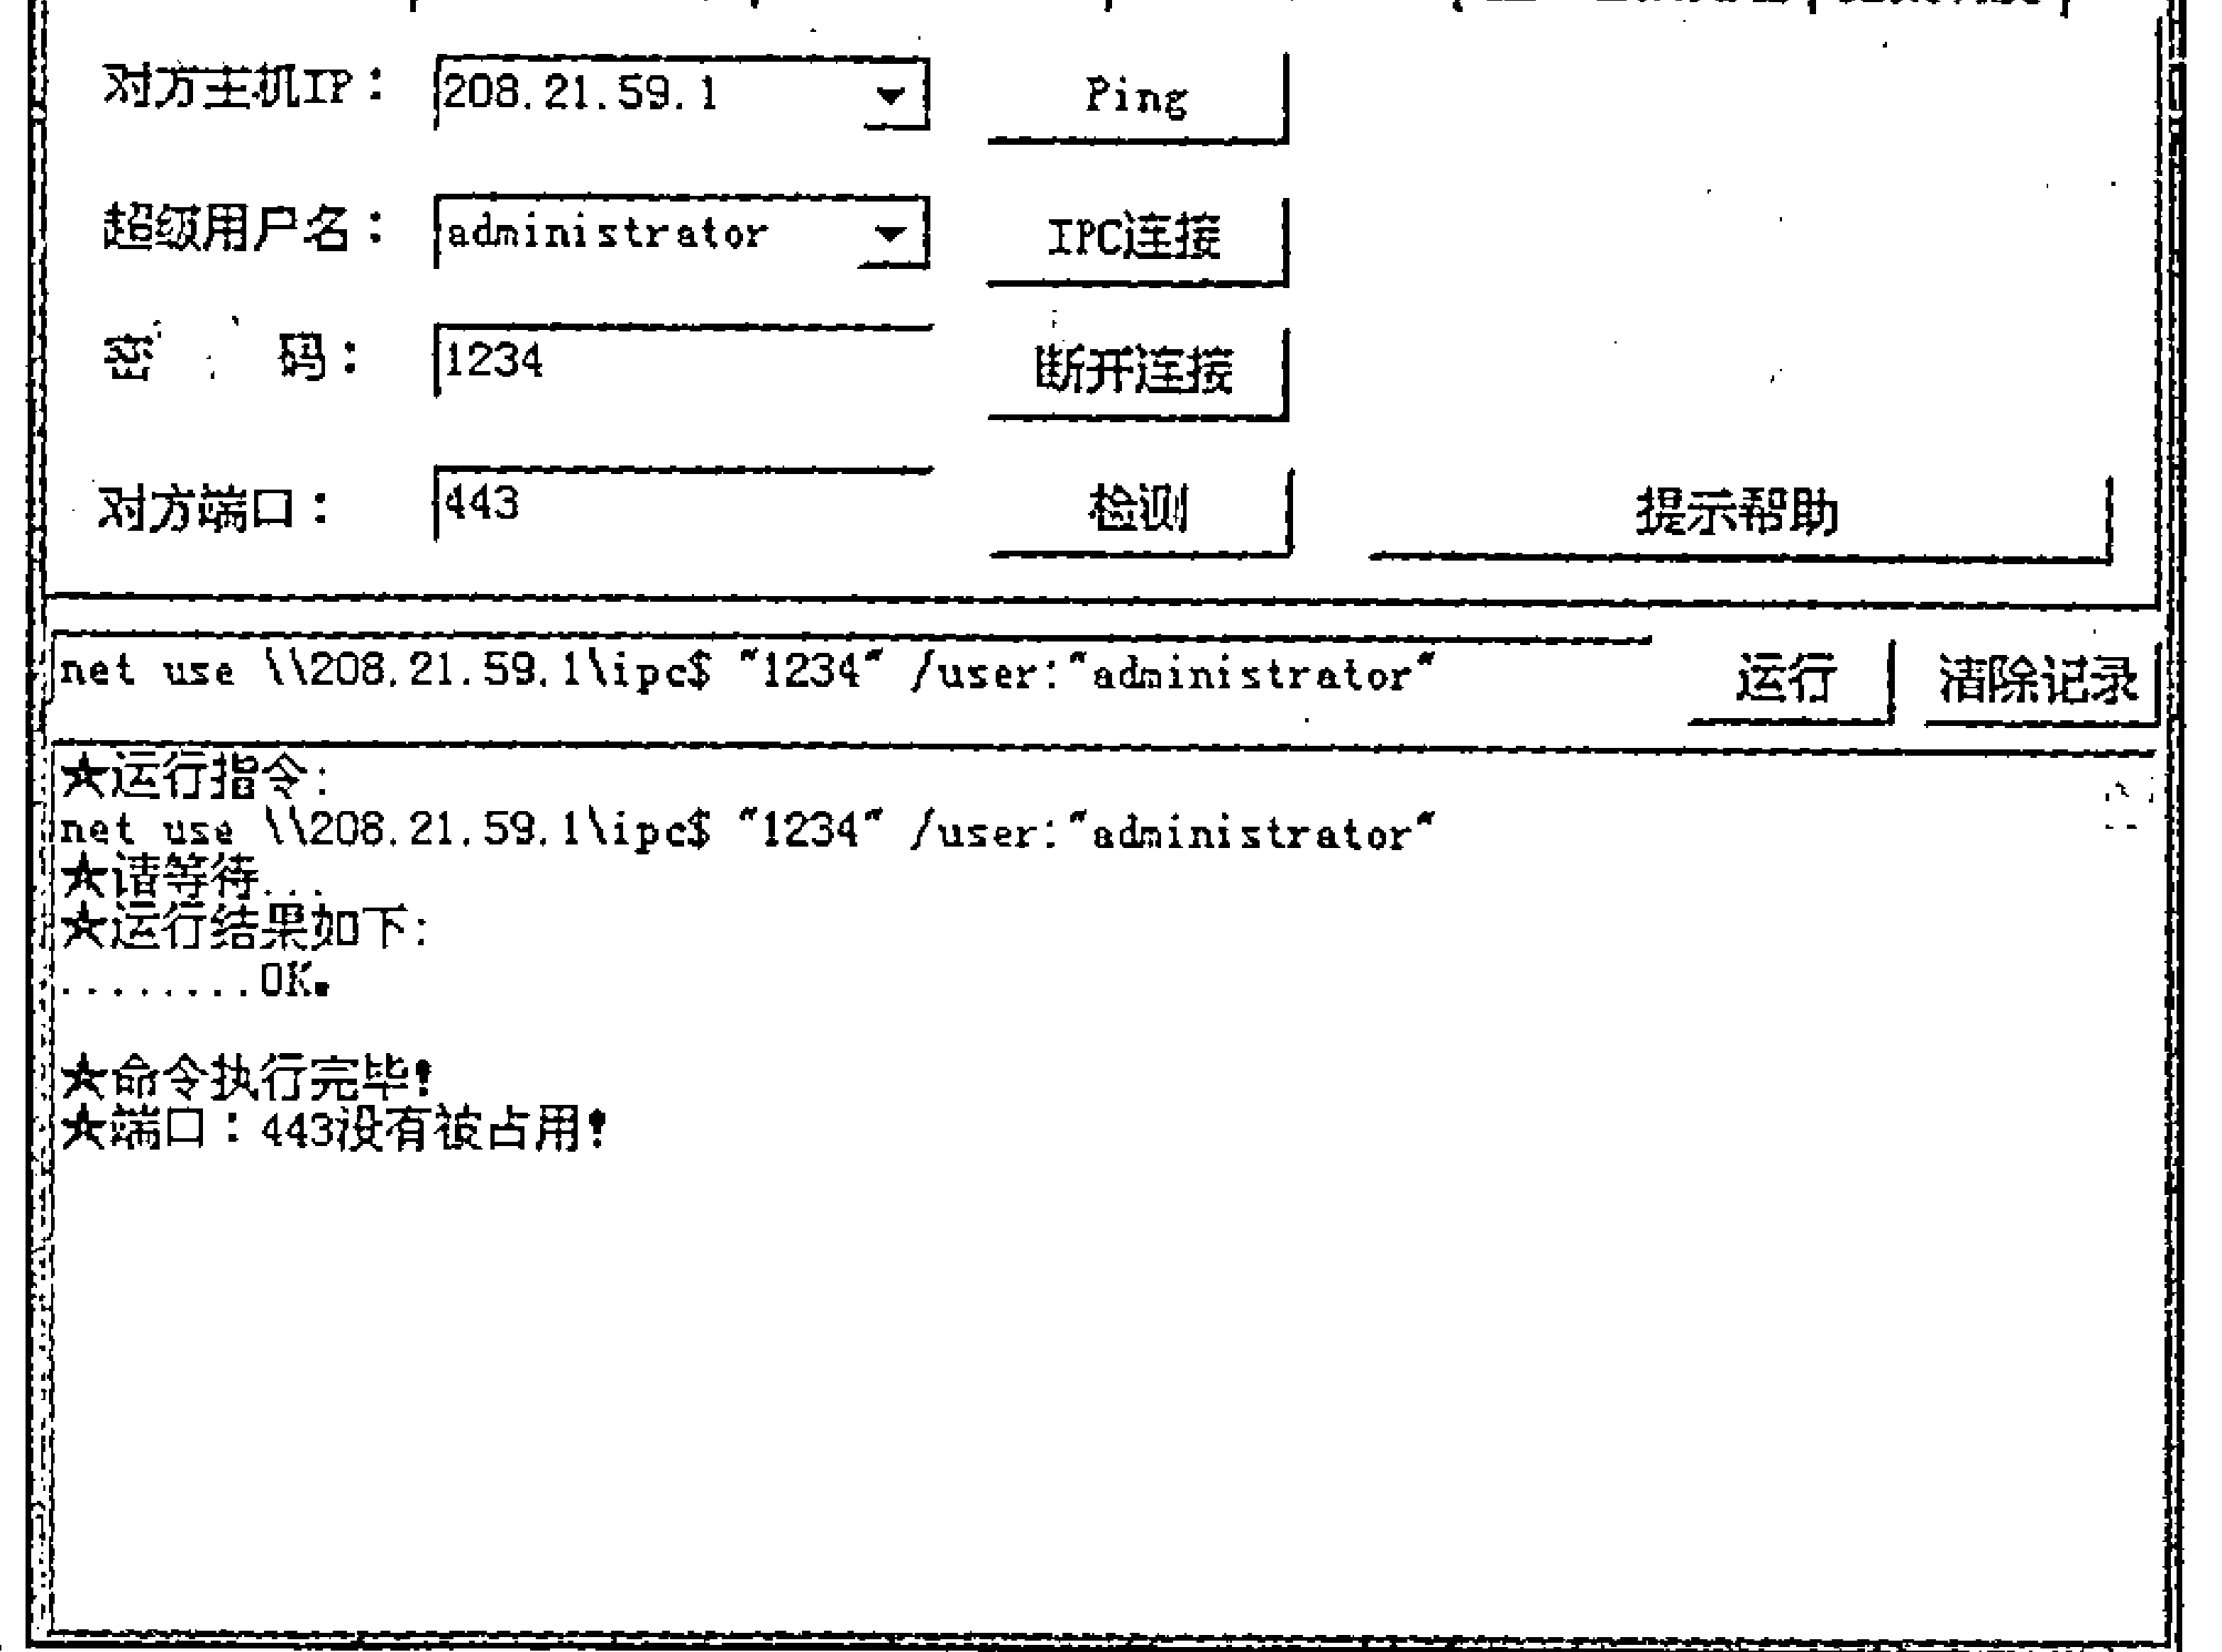 对方主机IP： 208.21.59.1 Ping
超级用户名： administrator IPC连接
密 码： 1234 断开连接
对方端口： 443 检测 提示帮助
net use \\208.21.59.1\ipc$ "1234" /user:"administrator" 运行 清除记录
★运行指令:
net use \\208.21.59.1\ipc$ "1234" /user:"administrator"
★请等待...
★运行结果如下:
........OK.
★命令执行完毕!
★端口：443没有被占用!